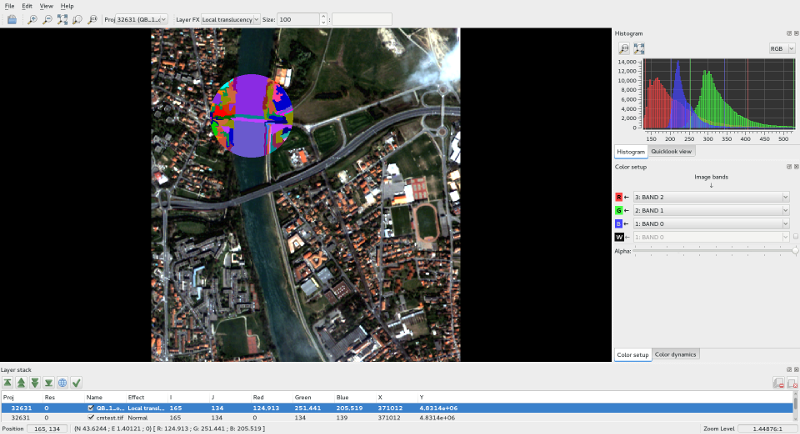 File Edit View Help
Proj 32631 (QB_1...c Layer FX Local translucency Size: 100 :
Histogram
RGB
14,000
12,000
10,000
8,000
6,000
4,000
2,000
0
150 200 250 300 350 400 450 500
Histogram Quicklook view
Color setup
Image bands
R 3: BAND 2
G 2: BAND 1
B 1: BAND 0
W 1: BAND 0
Alpha:
Color setup Color dynamics
Layer stack
Proj Res Name Effect I J Red Green Blue X Y
32631 0 QB_1...o... Local transl... 165 134 124.913 251.441 205.519 371012 4.8314e+06
32631 0 cmtest.tif Normal 165 134 0 134 139 371012 4.8314e+06
Position 165, 134 (N 43.6244 ; E 1.40121 ; 0) [ R: 124.913 ; G: 251.441 ; B: 205.519 ] Zoom Level 1.44876:1